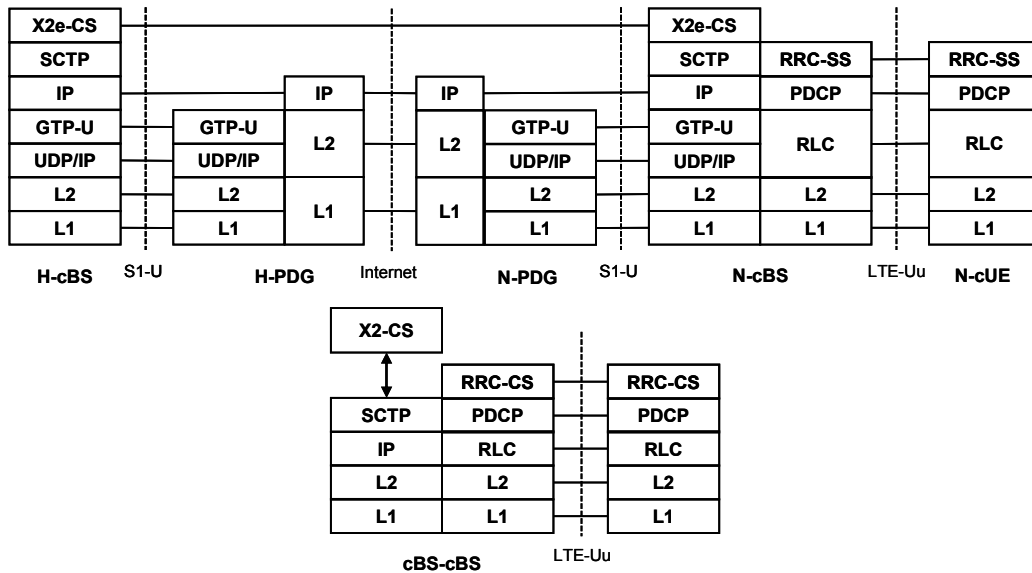 X2e-CS X2e-CS
SCTP SCTP RRC-SS RRC-SS
IP IP IP IP PDCP PDCP
GTP-U GTP-U L2 L2 GTP-U GTP-U RLC RLC
UDP/IP UDP/IP UDP/IP UDP/IP
L2 L2 L1 L1 L2 L2 L2 L2
L1 L1 L1 L1 L1 L1
H-cBS S1-U H-PDG Internet N-PDG S1-U N-cBS LTE-Uu N-cUE
X2-CS
RRC-CS RRC-CS
SCTP PDCP PDCP
IP RLC RLC
L2 L2 L2
L1 L1 L1
cBS-cBS LTE-Uu